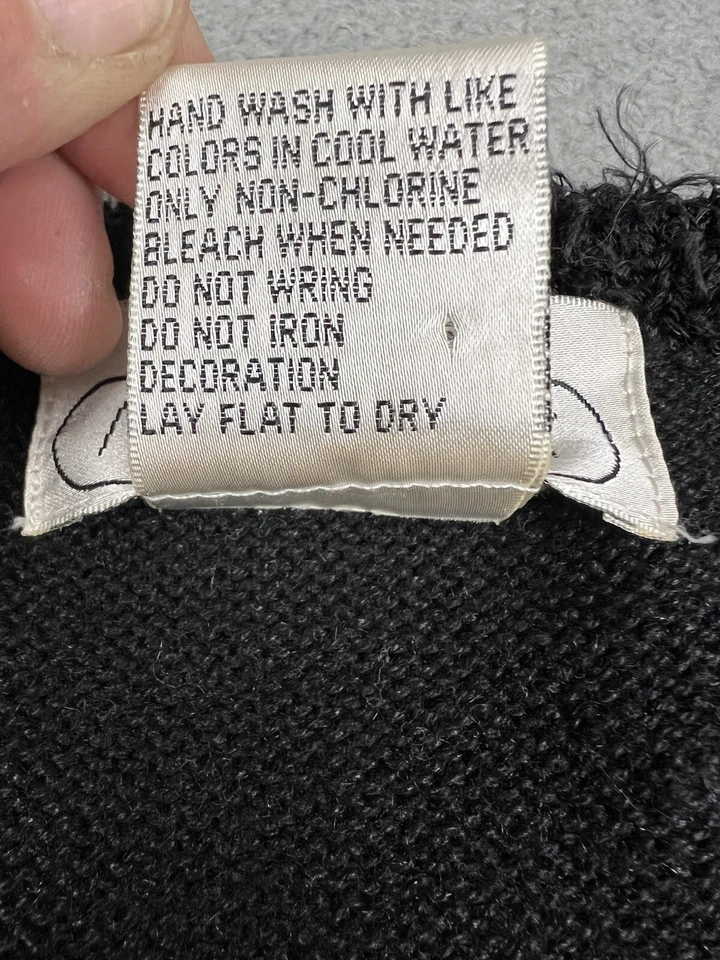 HAND WASH WITH LIKE
COLORS IN COOL WATER
ONLY NON-CHLORINE
BLEACH WHEN NEEDED
DO NOT WRING
DO NOT IRON
DECORATION
LAY FLAT TO DRY